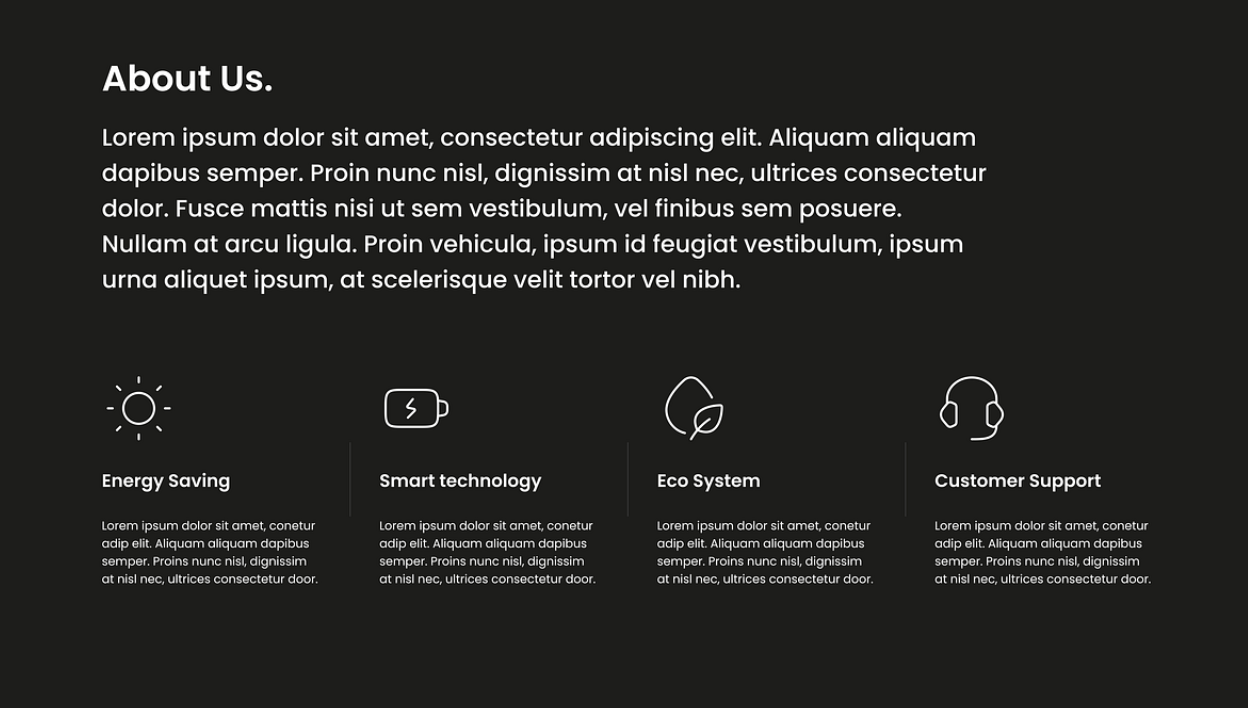 About Us.
Lorem ipsum dolor sit amet, consectetur adipiscing elit. Aliquam aliquam
dapibus semper. Proin nunc nisl, dignissim at nisl nec, ultrices consectetur
dolor. Fusce mattis nisi ut sem vestibulum, vel finibus sem posuere.
Nullam at arcu ligula. Proin vehicula, ipsum id feugiat vestibulum, ipsum
urna aliquet ipsum, at scelerisque velit tortor vel nibh.
Energy Saving
Lorem ipsum dolor sit amet, conetur
adip elit. Aliquam aliquam dapibus
semper. Proins nunc nisl, dignissim
at nisl nec, ultrices consectetur door.
Smart technology
Lorem ipsum dolor sit amet, conetur
adip elit. Aliquam aliquam dapibus
semper. Proins nunc nisl, dignissim
at nisl nec, ultrices consectetur door.
Eco System
Lorem ipsum dolor sit amet, conetur
adip elit. Aliquam aliquam dapibus
semper. Proins nunc nisl, dignissim
at nisl nec, ultrices consectetur door.
Customer Support
Lorem ipsum dolor sit amet, conetur
adip elit. Aliquam aliquam dapibus
semper. Proins nunc nisl, dignissim
at nisl nec, ultrices consectetur door.